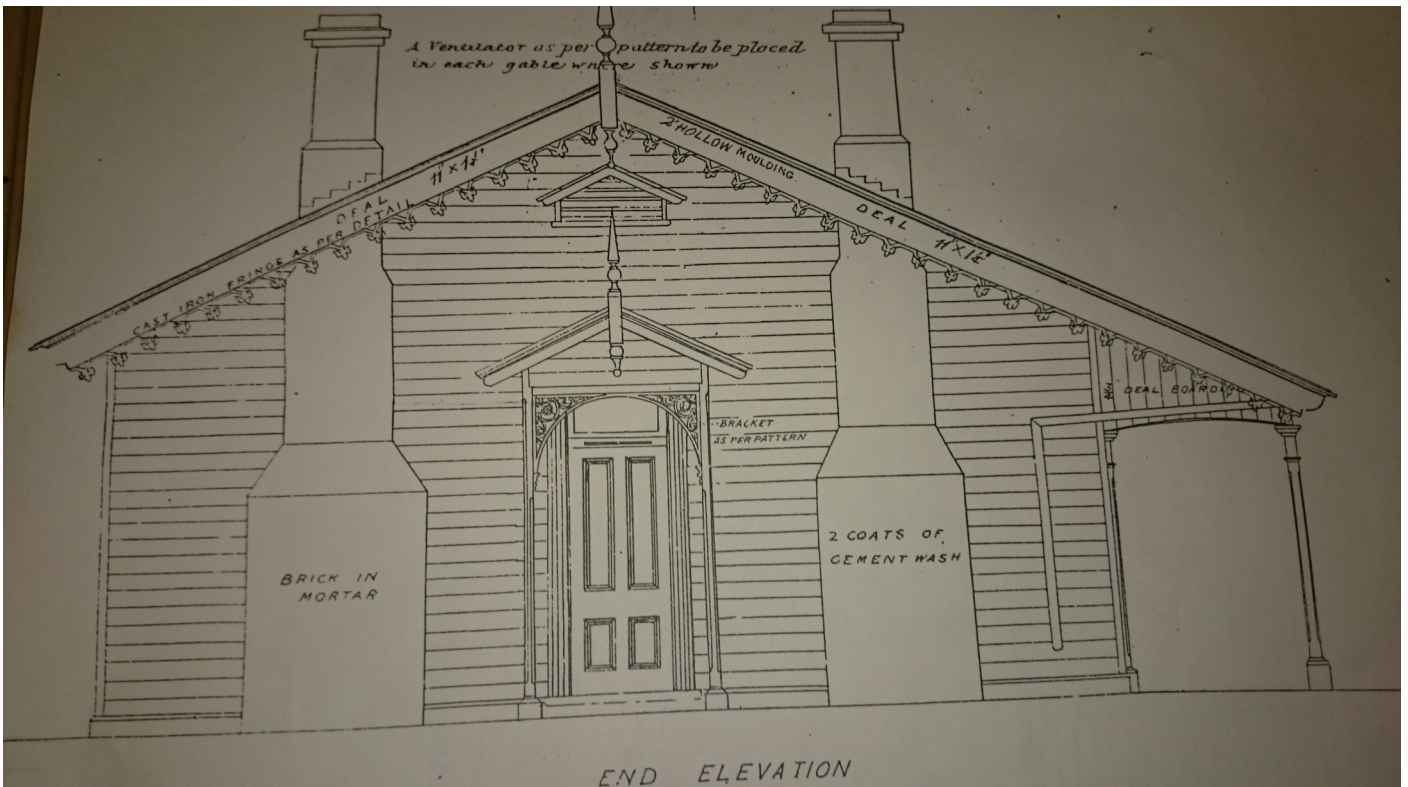 A Ventilator as per pattern to be placed
in each gable where shown
2" HOLLOW MOULDING.
DEAL 11" x 1½"
CAST IRON FRINGE AS PER DETAIL
DEAL 11" x 1½"
DEAL BOARDING
BRACKET
AS PER PATTERN
2 COATS OF
CEMENT WASH
BRICK IN
MORTAR
END ELEVATION